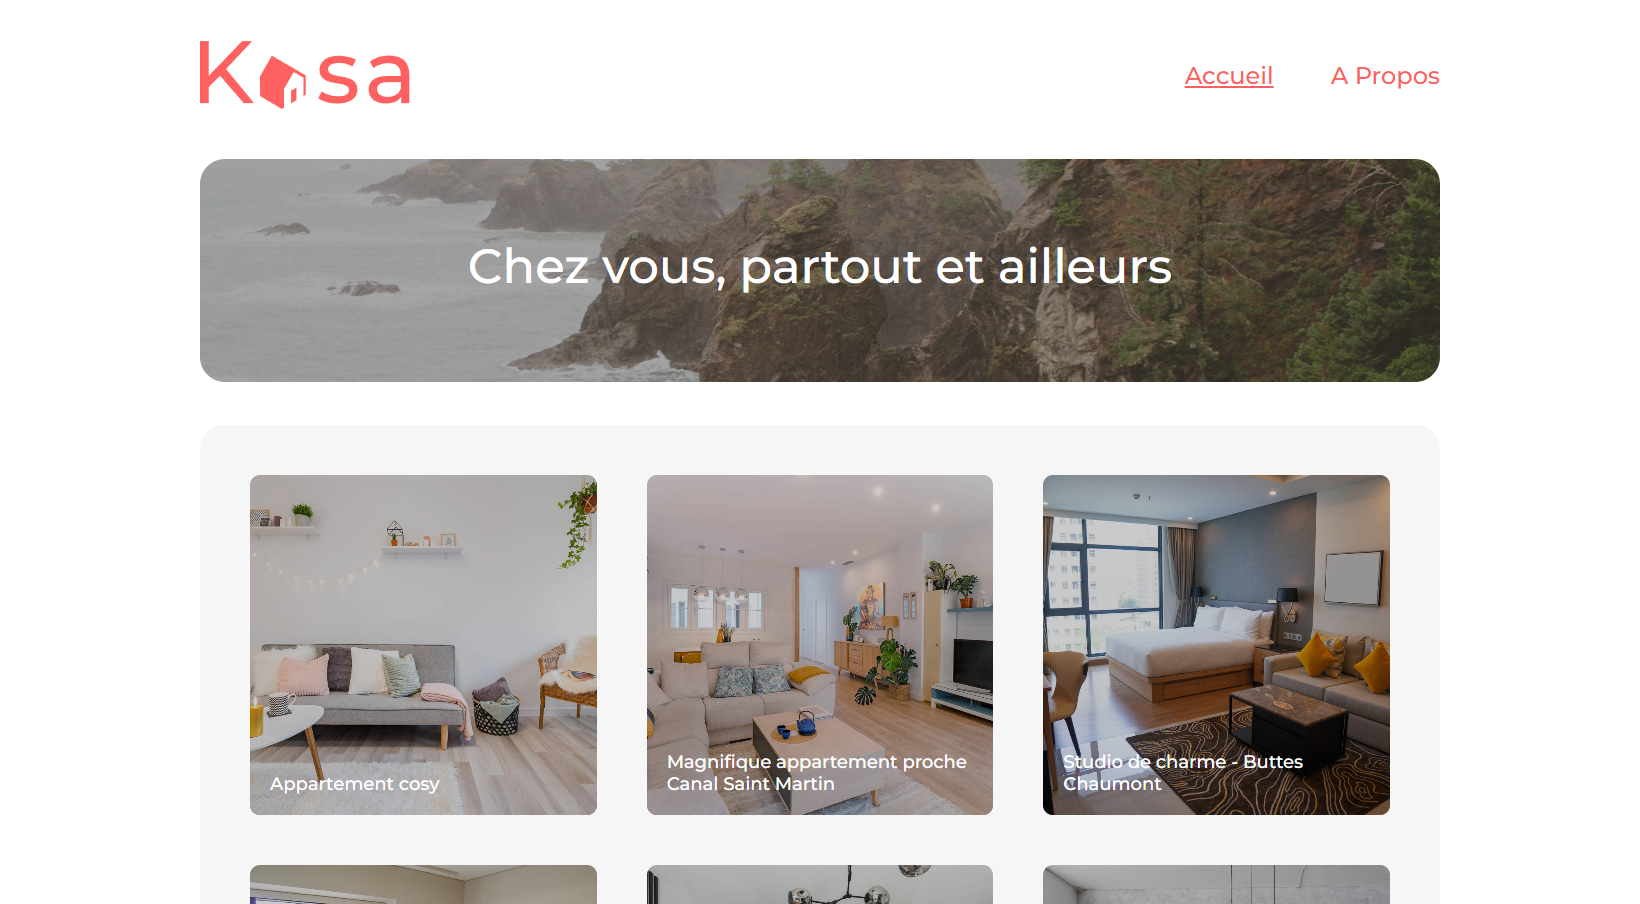 Kasa
Accueil
A Propos
Chez vous, partout et ailleurs
Appartement cosy
Magnifique appartement proche
Canal Saint Martin
Studio de charme - Buttes
Chaumont